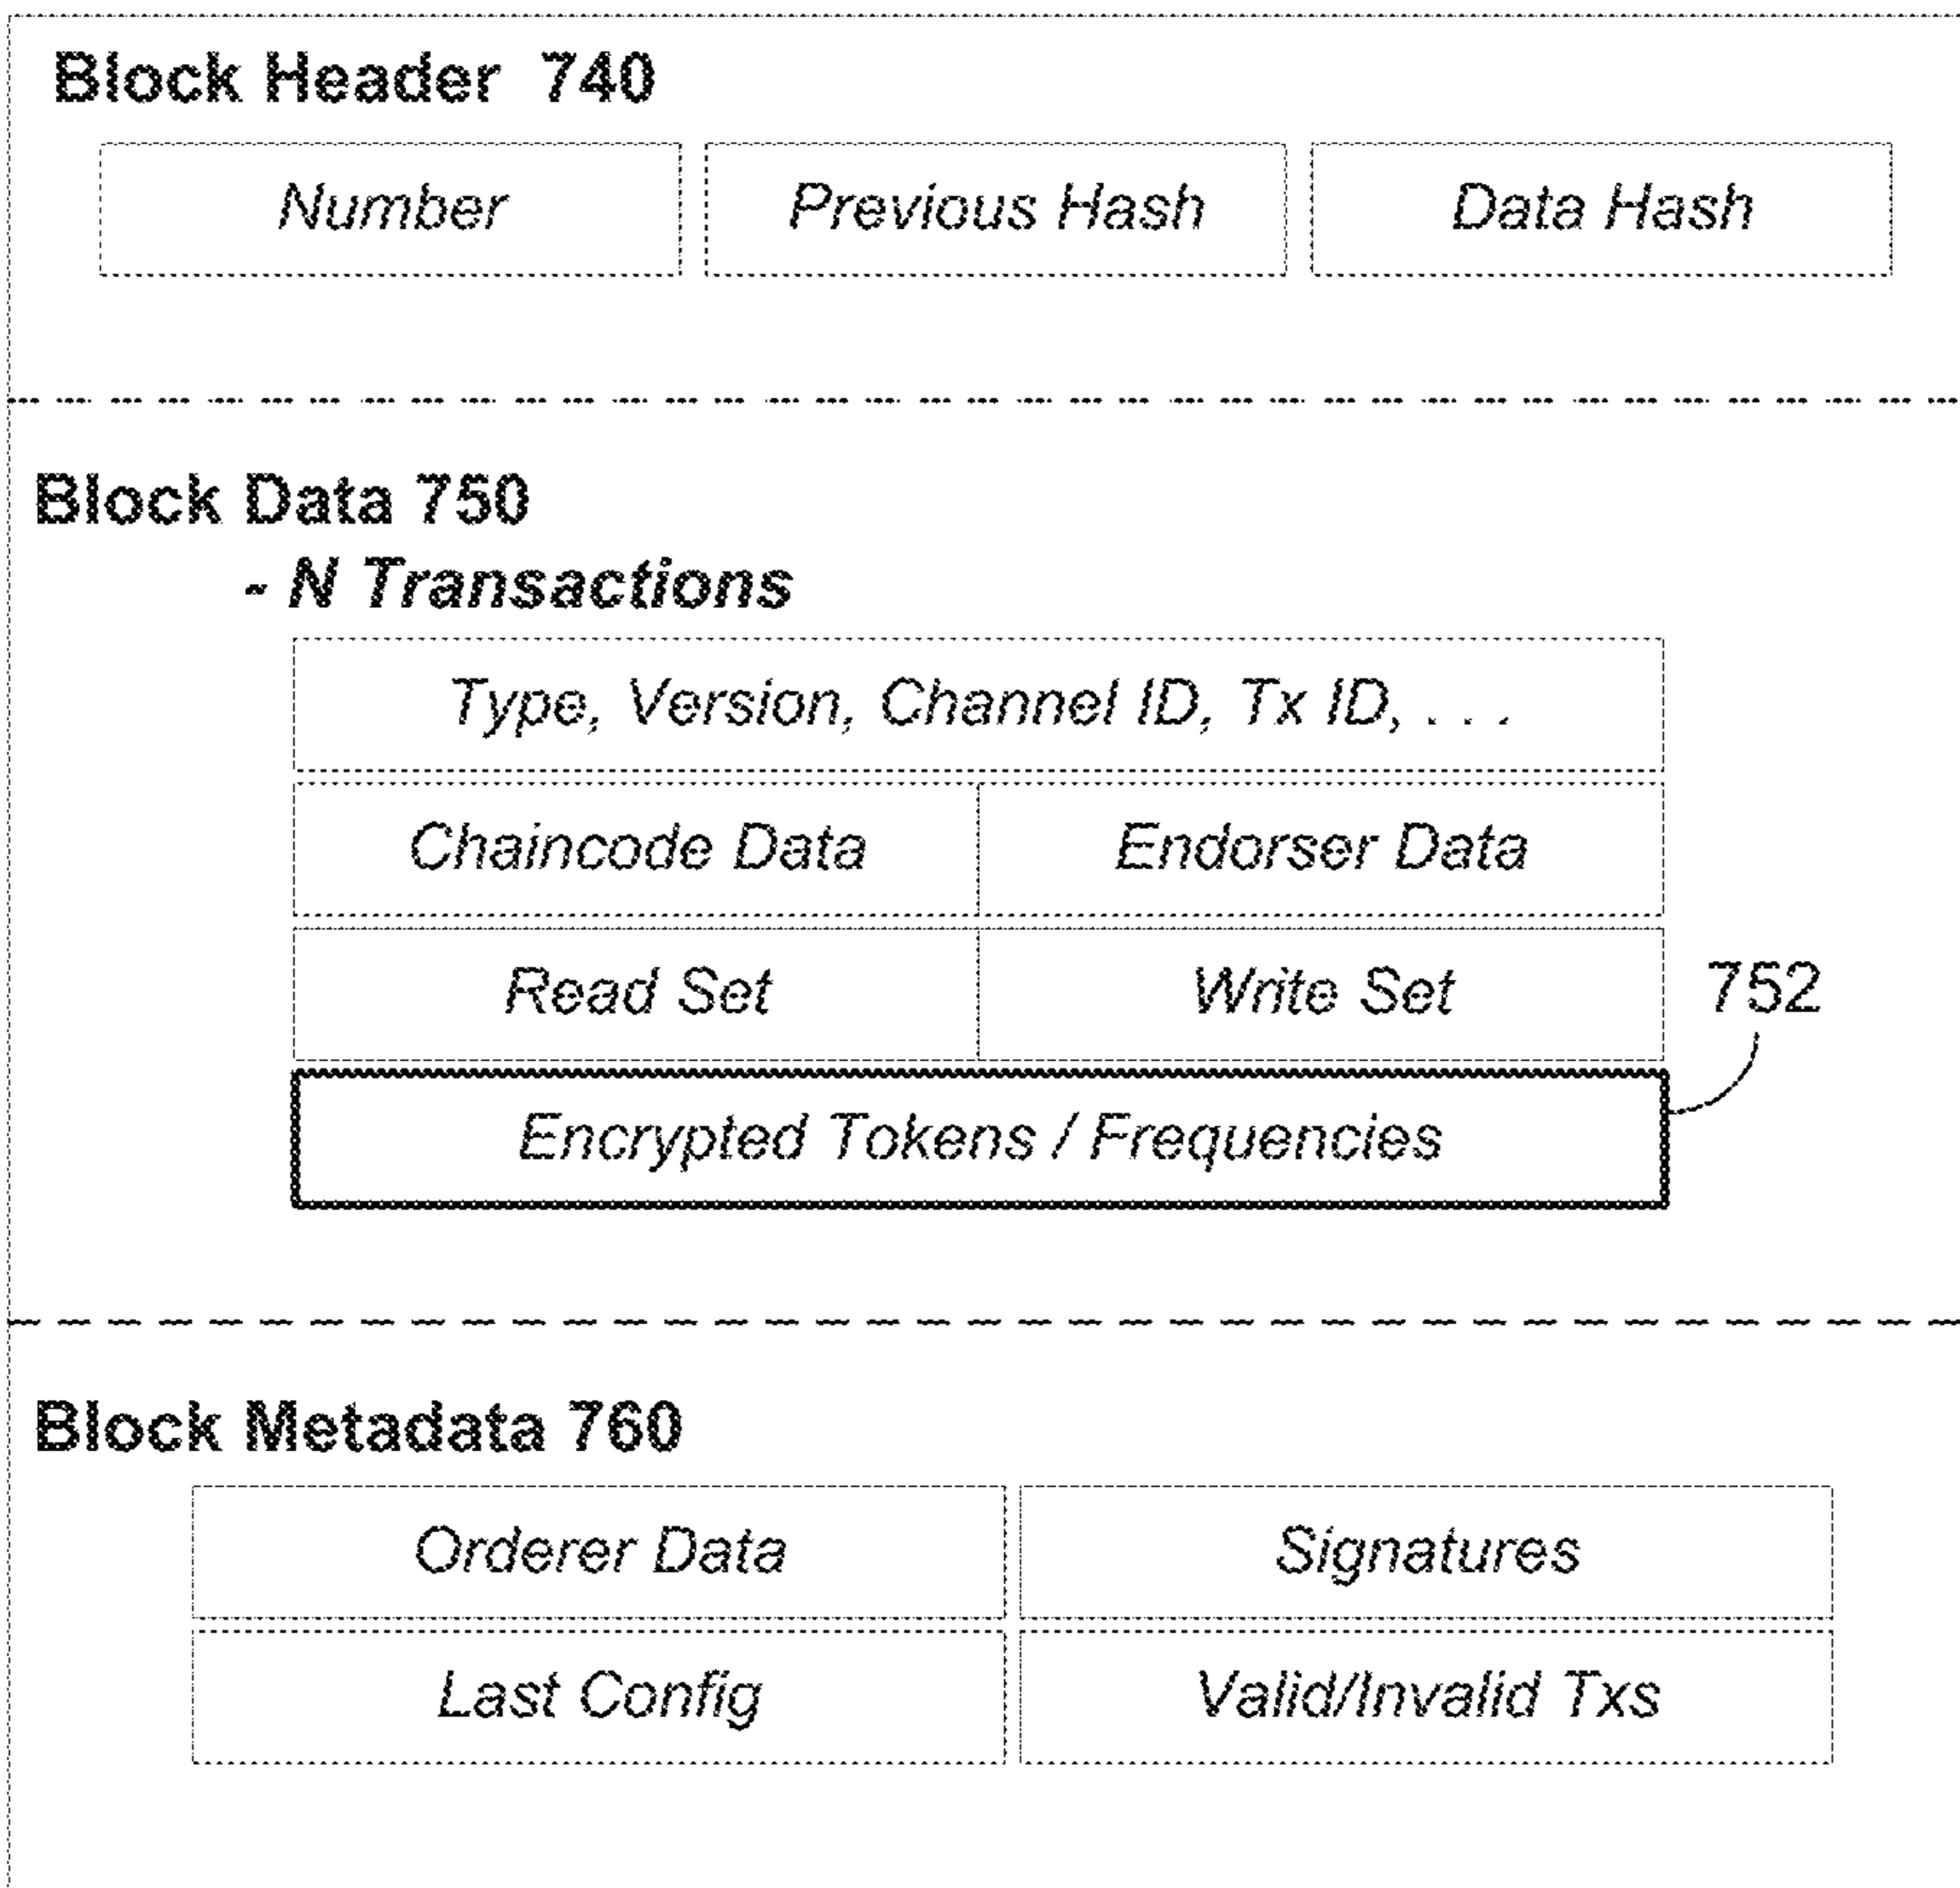 Block Header 740
Number Previous Hash Data Hash
Block Data 750
- N Transactions
Type, Version, Channel ID, Tx ID, . . .
Chaincode Data Endorser Data
Read Set Write Set 752
Encrypted Tokens / Frequencies
Block Metadata 760
Orderer Data Signatures
Last Config Valid/Invalid Txs